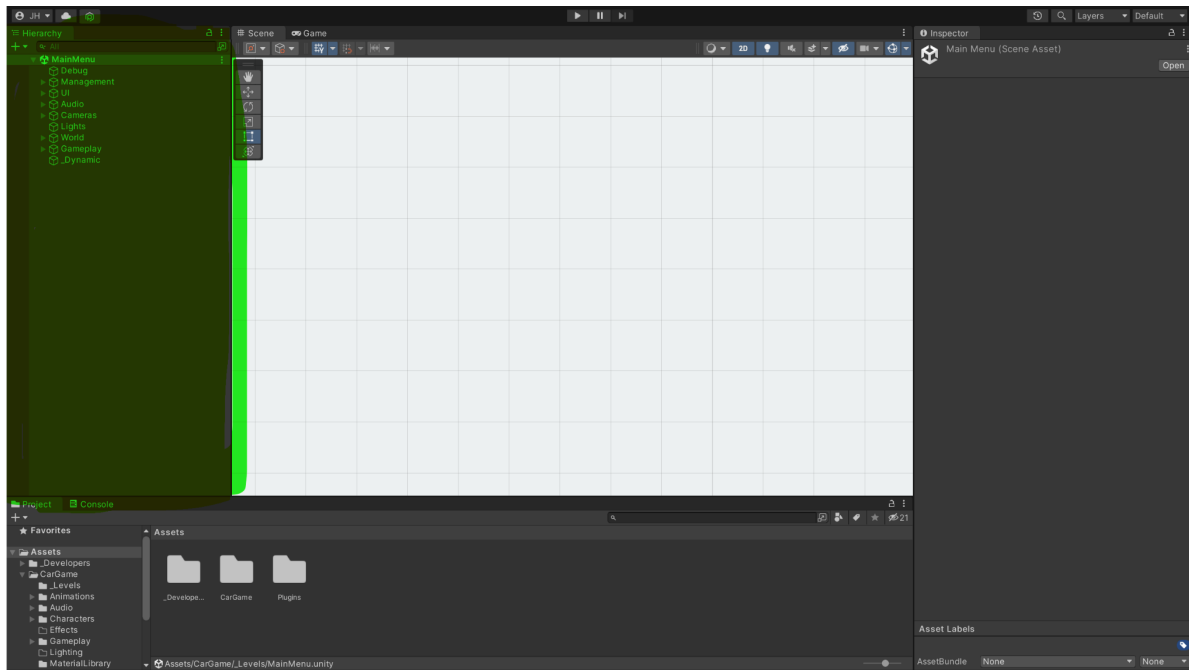 JH
Layers
Default
Hierarchy
All
MainMenu
Debug
Management
UI
Audio
Cameras
Lights
World
Gameplay
_Dynamic
Scene
Game
2D
Inspector
Main Menu (Scene Asset)
Open
Project
Console
21
Favorites
Assets
_Developers
CarGame
_Levels
Animations
Audio
Characters
Effects
Gameplay
Lighting
MaterialLibrary
Assets
_Develope...
CarGame
Plugins
Assets/CarGame/_Levels/MainMenu.unity
Asset Labels
AssetBundle None None